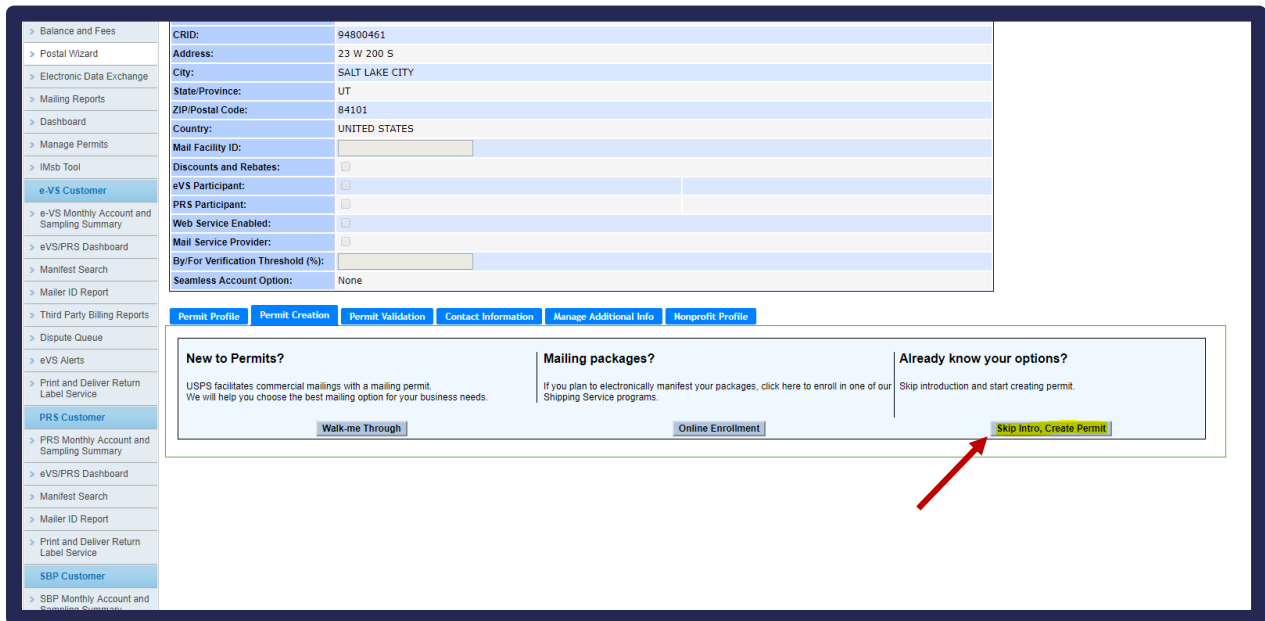 > Balance and Fees
> Postal Wizard
> Electronic Data Exchange
> Mailing Reports
> Dashboard
> Manage Permits
> IMsb Tool
e-VS Customer
> e-VS Monthly Account and
Sampling Summary
> eVS/PRS Dashboard
> Manifest Search
> Mailer ID Report
> Third Party Billing Reports
> Dispute Queue
> eVS Alerts
> Print and Deliver Return
Label Service
PRS Customer
> PRS Monthly Account and
Sampling Summary
> eVS/PRS Dashboard
> Manifest Search
> Mailer ID Report
> Print and Deliver Return
Label Service
SBP Customer
> SBP Monthly Account and
Sampling Summary
CRID: 94800461
Address: 23 W 200 S
City: SALT LAKE CITY
State/Province: UT
ZIP/Postal Code: 84101
Country: UNITED STATES
Mail Facility ID:
Discounts and Rebates:
eVS Participant:
PRS Participant:
Web Service Enabled:
Mail Service Provider:
By/For Verification Threshold (%):
Seamless Account Option: None
Permit Profile Permit Creation Permit Validation Contact Information Manage Additional Info Nonprofit Profile
New to Permits?
USPS facilitates commercial mailings with a mailing permit.
We will help you choose the best mailing option for your business needs.
Walk-me Through
Mailing packages?
If you plan to electronically manifest your packages, click here to enroll in one of our
Shipping Service programs.
Online Enrollment
Already know your options?
Skip introduction and start creating permit.
Skip Intro, Create Permit